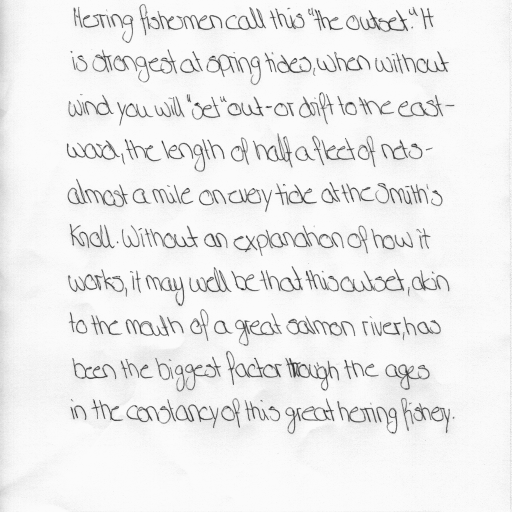 Herring fishermen call this "the outset." It
is strongest at spring tides, when without
wind you will "set" out - or drift to the east-
ward, the length of half a fleet of nets -
almost a mile on every tide at the Smith's
Knoll. Without an explanation of how it
works, it may well be that this outset, akin
to the mouth of a great salmon river, has
been the biggest factor through the ages
in the constancy of this great herring fishery.